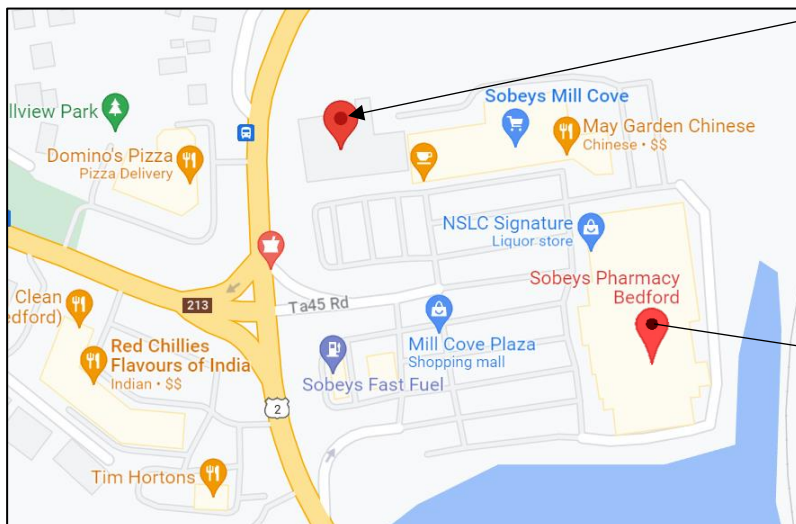 llview Park
Domino's Pizza
Pizza Delivery
Sobeys Mill Cove
May Garden Chinese
Chinese • $$
NSLC Signature
Liquor store
Sobeys Pharmacy
Bedford
213
Ta45 Rd
Clean
edford)
Red Chillies
Flavours of India
Indian • $$
Mill Cove Plaza
Shopping mall
Sobeys Fast Fuel
2
Tim Hortons